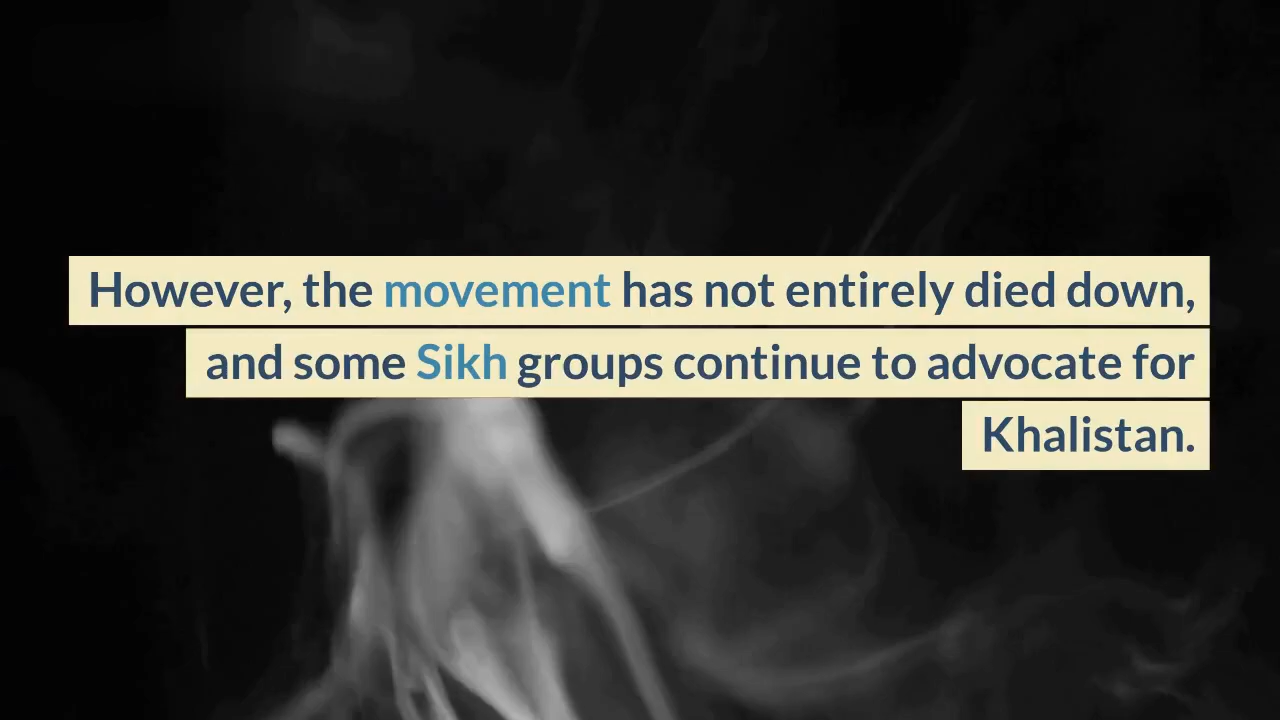 However, the movement has not entirely died down,
and some Sikh groups continue to advocate for
Khalistan.